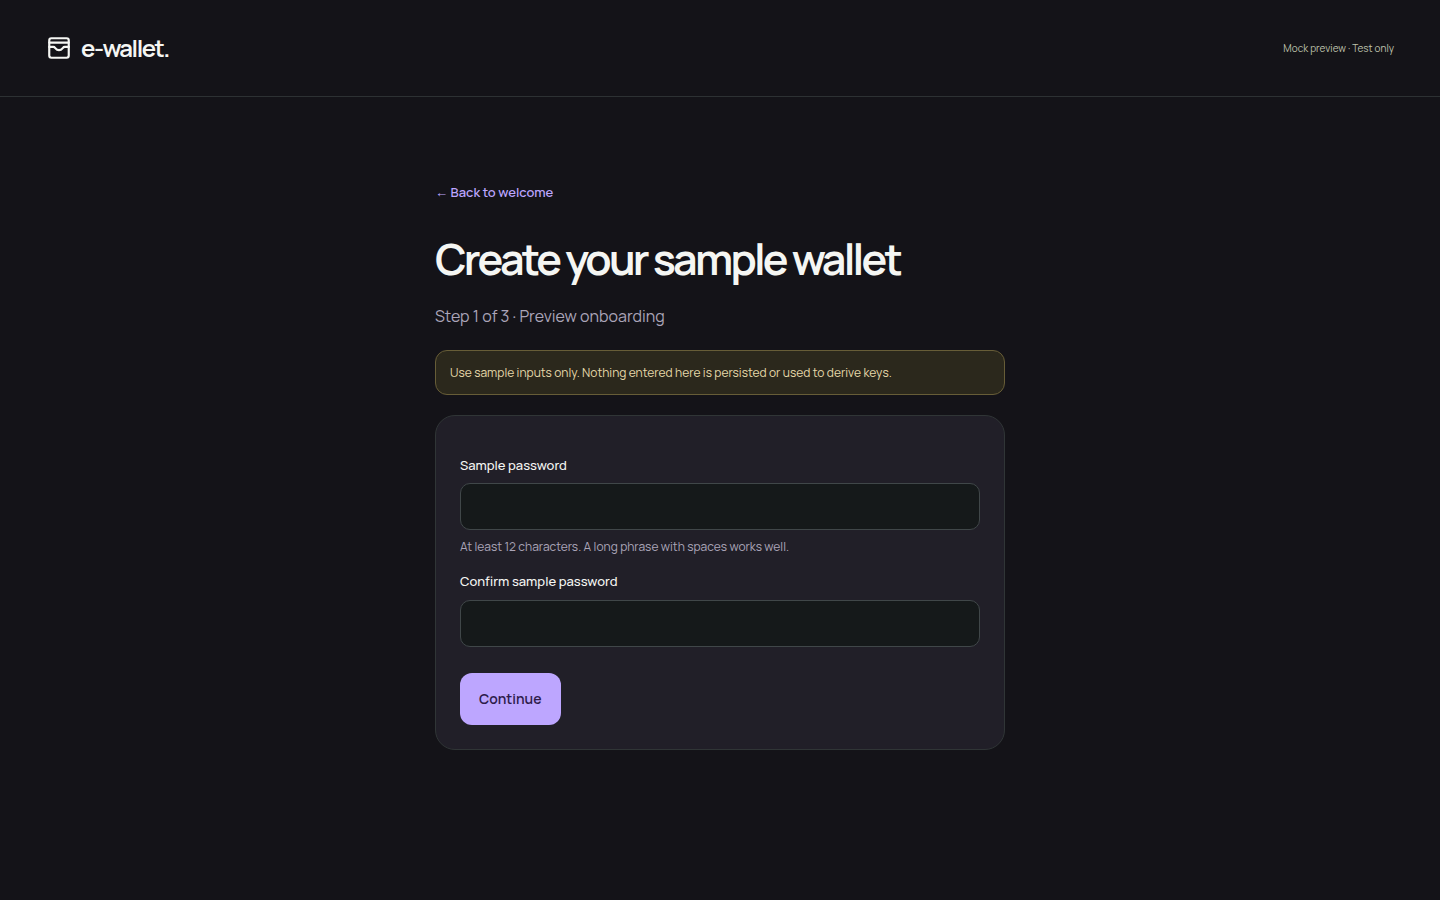 e-wallet.
Mock preview · Test only
← Back to welcome
Create your sample wallet
Step 1 of 3 · Preview onboarding
Use sample inputs only. Nothing entered here is persisted or used to derive keys.
Sample password
At least 12 characters. A long phrase with spaces works well.
Confirm sample password
Continue